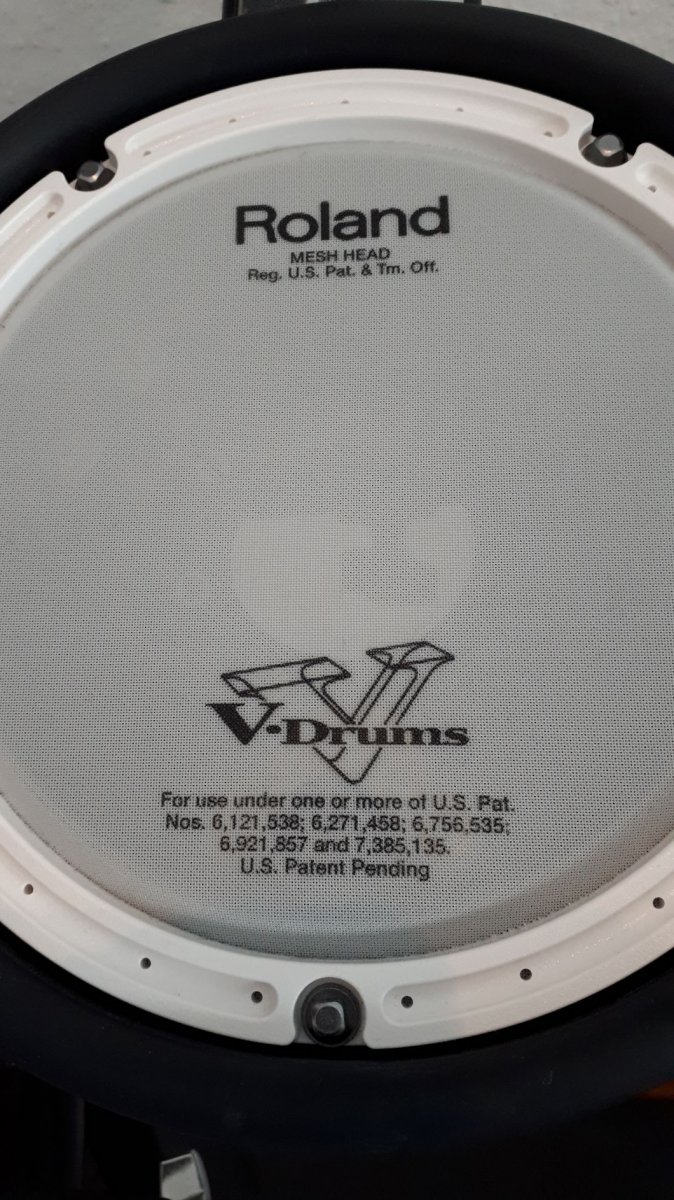 Roland
MESH HEAD
Reg. U.S. Pat. & Tm. Off.
V-Drums
For use under one or more of U.S. Pat.
Nos. 6,121,538; 6,271,458; 6,756,535;
6,921,857 and 7,385,135.
U.S. Patent Pending